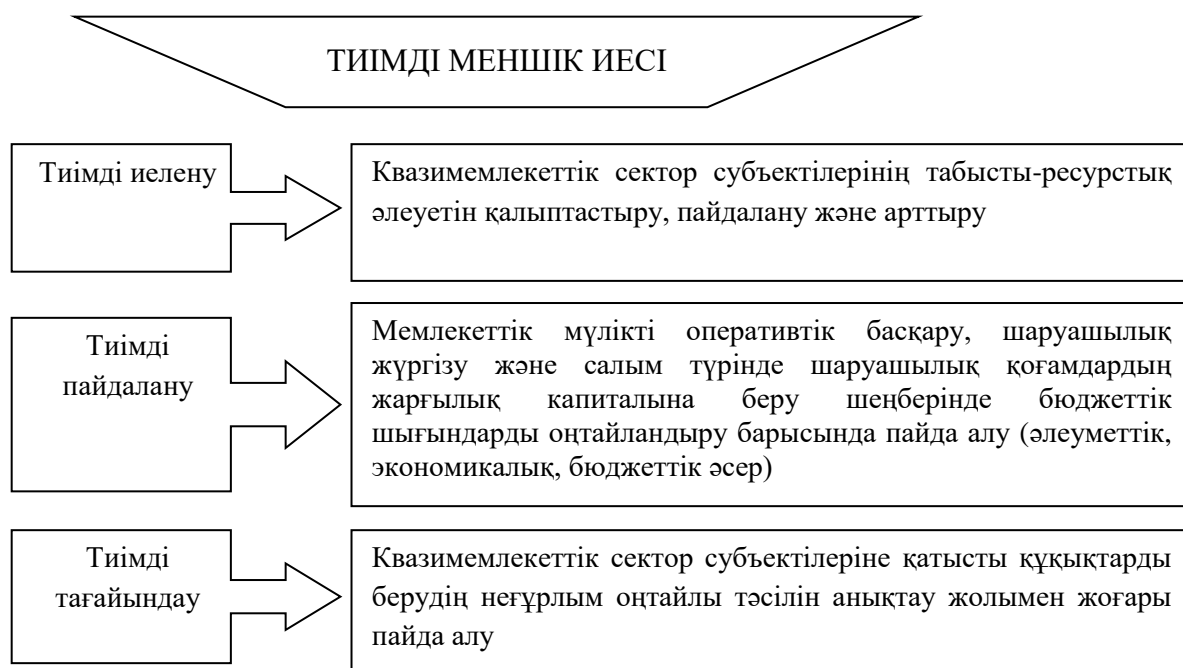 ТИІМДІ МЕНШІК ИЕСІ
Тиімді иелену
Квазимемлекеттік сектор субъектілерінің табысты-ресурстық
әлеуетін қалыптастыру, пайдалану және арттыру
Тиімді
пайдалану
Мемлекеттік мүлікті оперативтік басқару, шаруашылық
жүргізу және салым түрінде шаруашылық қоғамдардың
жарғылық капиталына беру шеңберінде бюджеттік
шығындарды оңтайландыру барысында пайда алу (әлеуметтік,
экономикалық, бюджеттік әсер)
Тиімді
тағайындау
Квазимемлекеттік сектор субъектілеріне қатысты құқықтарды
берудің неғұрлым оңтайлы тәсілін анықтау жолымен жоғары
пайда алу